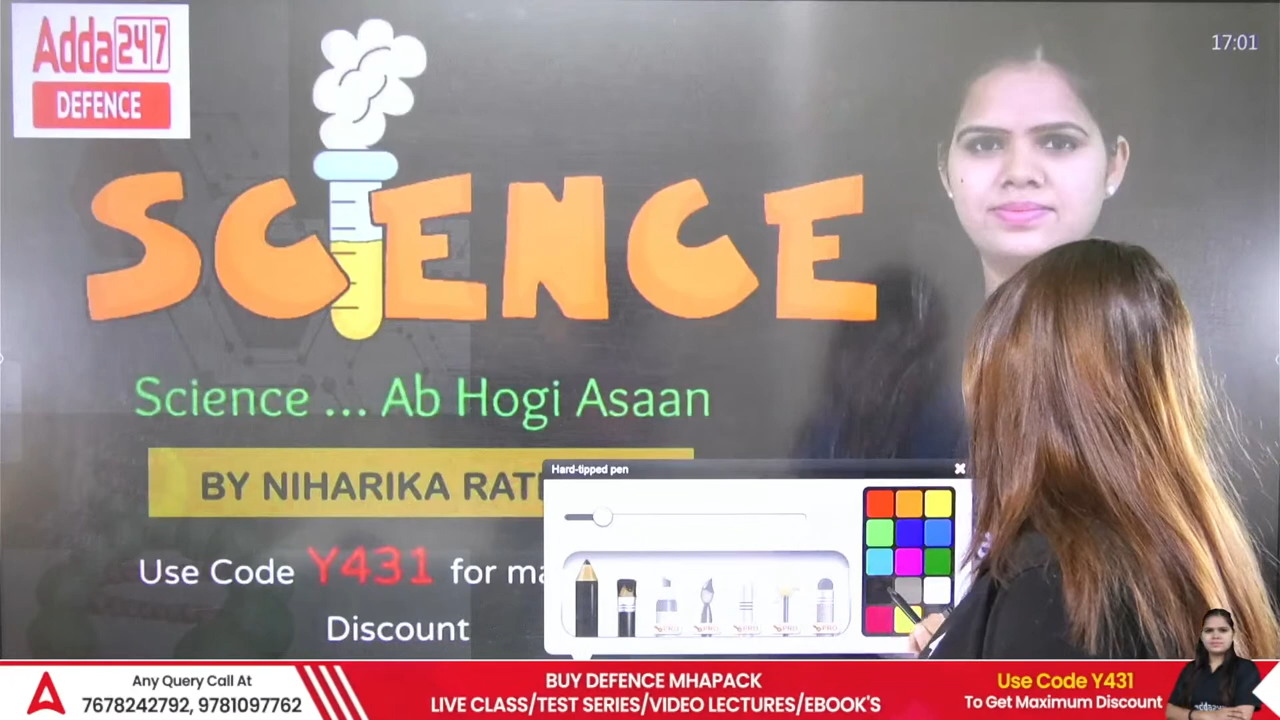 Adda247
DEFENCE
17:01
SCIENCE
Science ... Ab Hogi Asaan
BY NIHARIKA
Hard-tipped pen
Use Code Y431 for
Discount
Any Query Call At
7678242792, 9781097762
BUY DEFENCE MHAPACK
LIVE CLASS/TEST SERIES/VIDEO LECTURES/EBOOK'S
Use Code Y431
To Get Maximum Discount